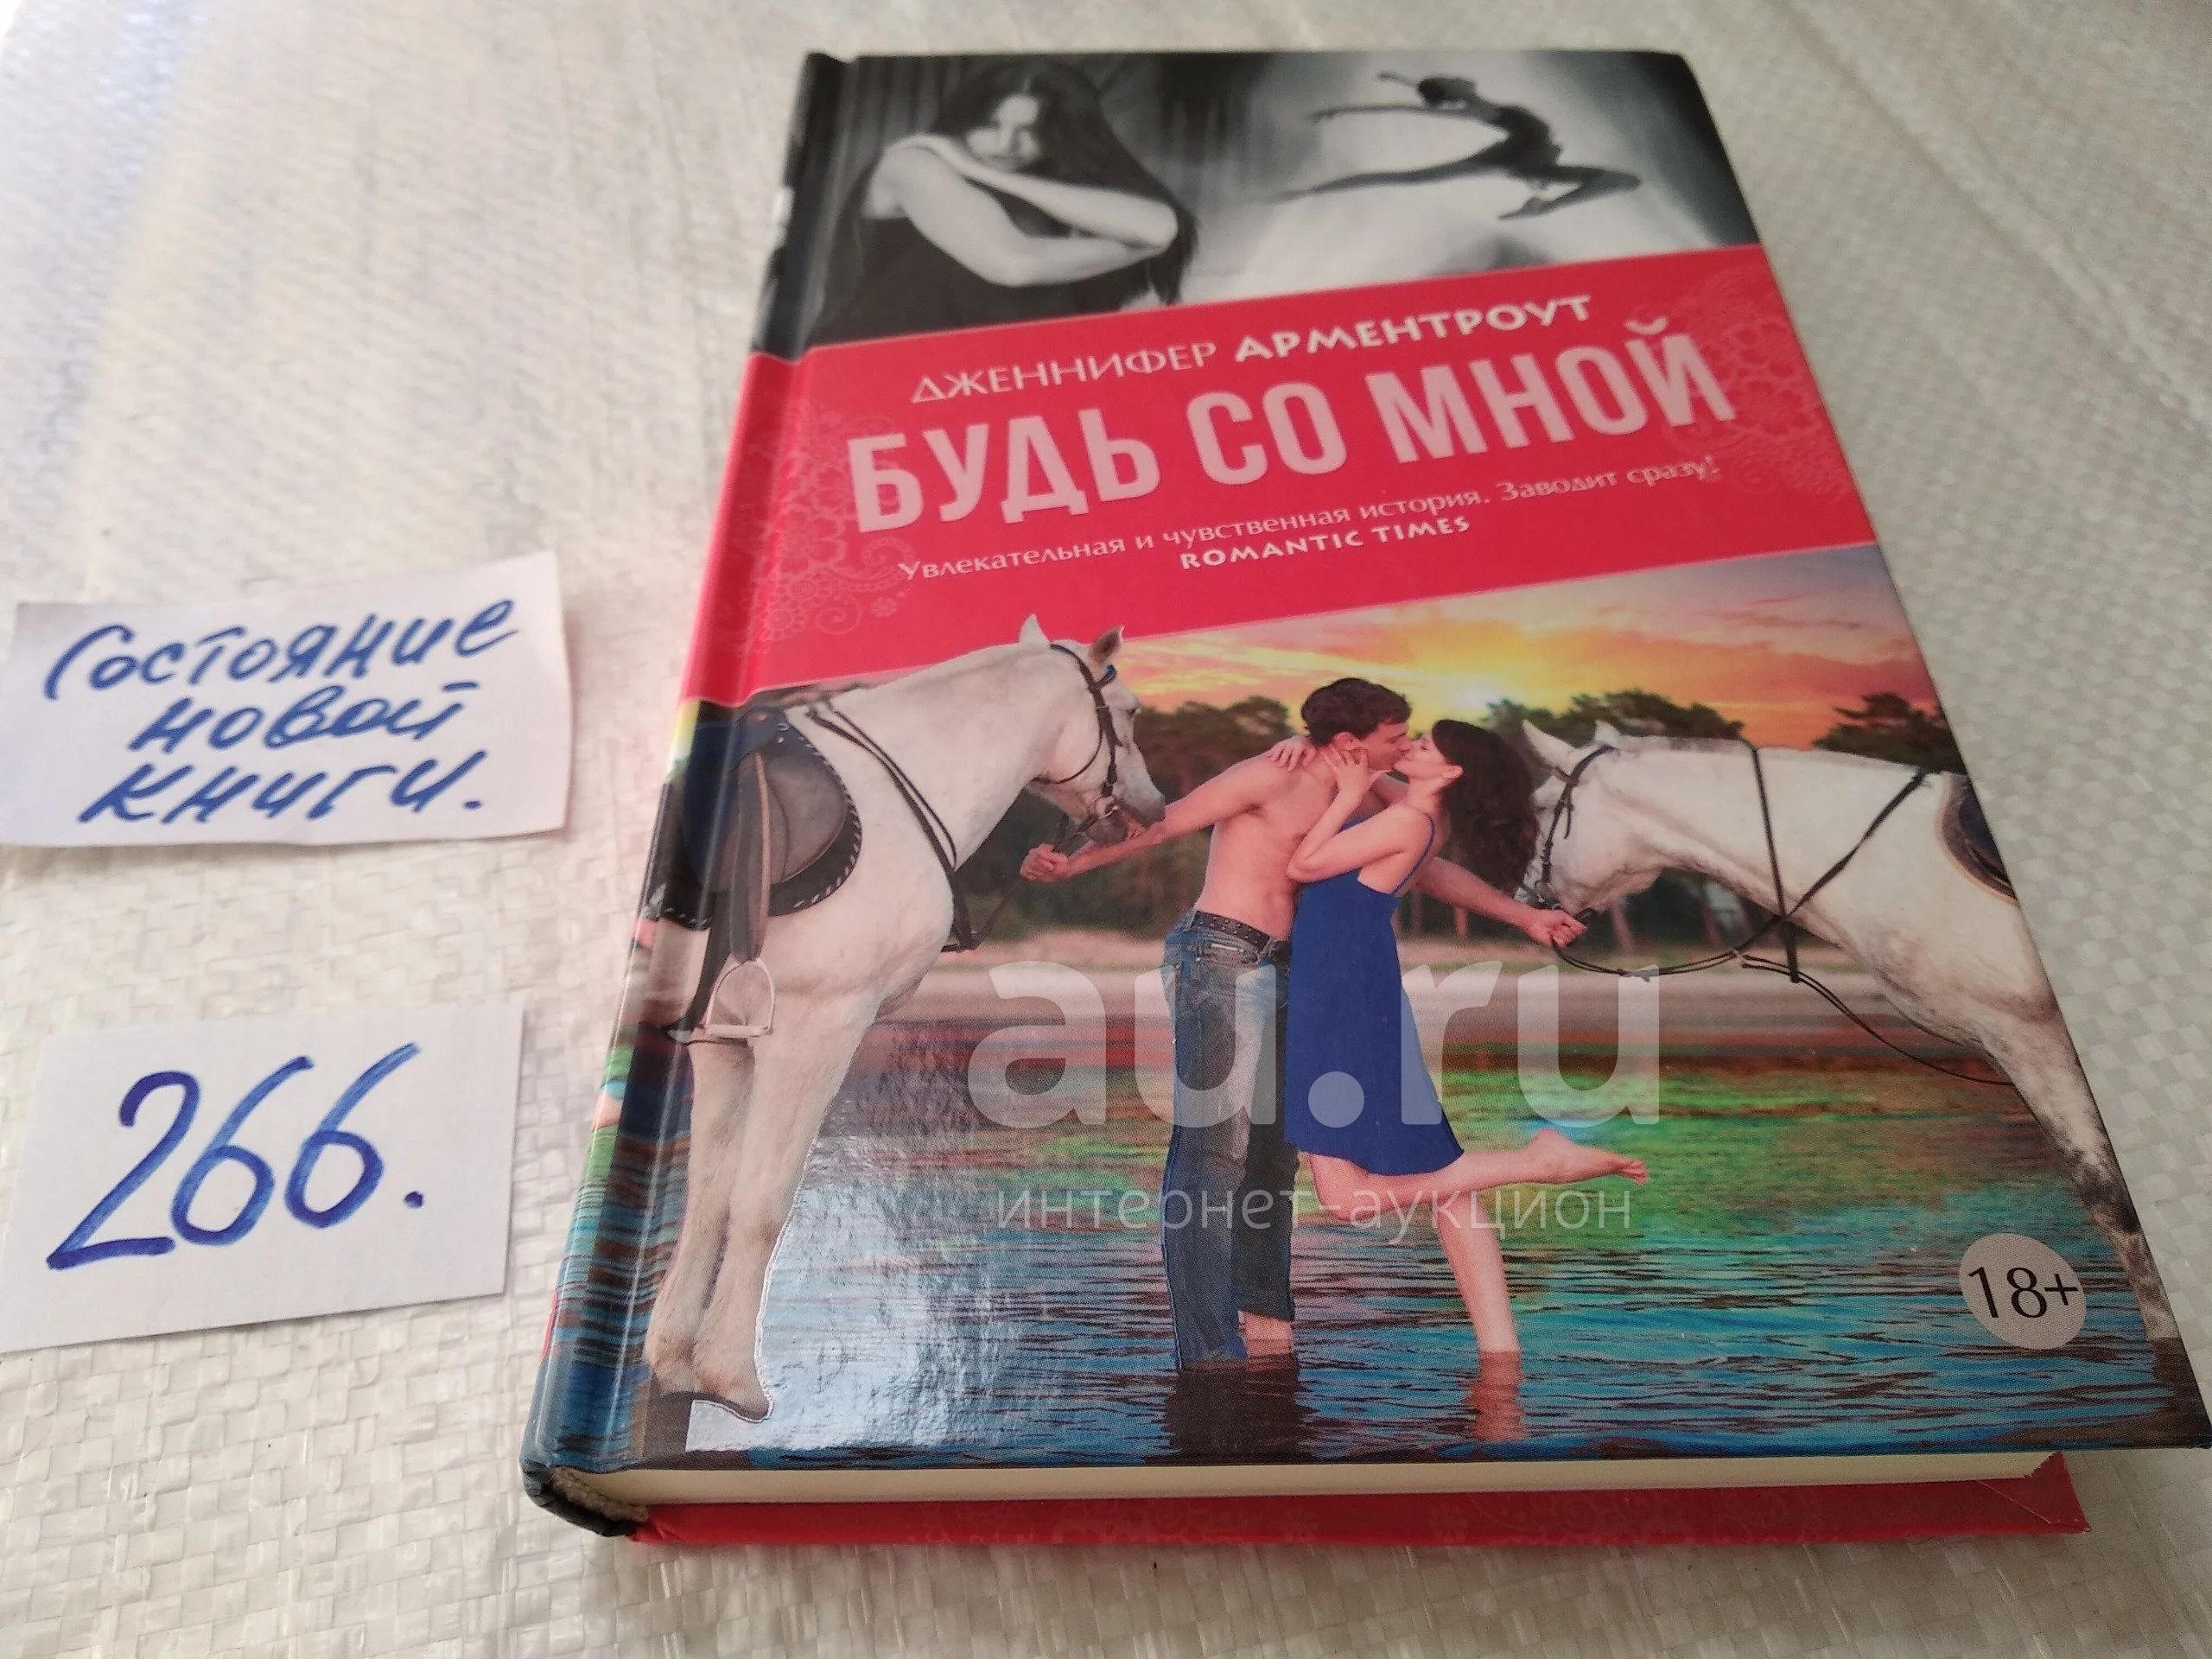 ДЖЕННИФЕР АРМЕНТРОУТ
БУДЬ СО МНОЙ
Увлекательная и чувственная история. Заводит сразу!
ROMANTIC TIMES
Состояние
новой
книги.
266.
au.ru
интернет-аукцион
18+